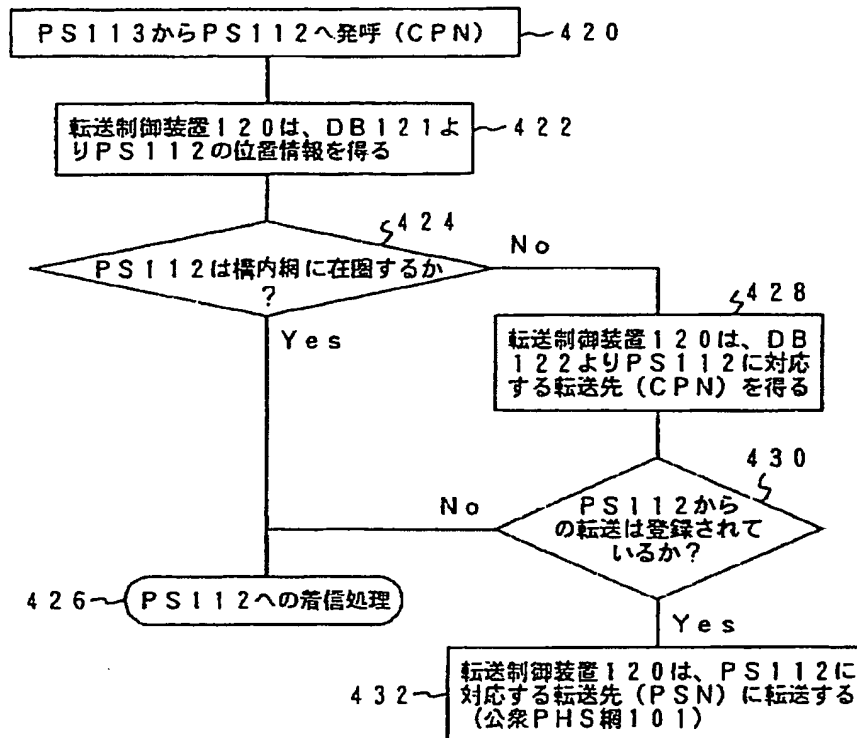 PS113からPS112へ発呼(CPN)
420
転送制御装置120は、DB121よ
りPS112の位置情報を得る
422
424
PS112は構内網に在圏するか
?
No
Yes
428
転送制御装置120は、DB
122よりPS112に対応
する転送先(CPN)を得る
430
PS112から
の転送は登録されて
いるか?
No
426
PS112への着信処理
Yes
432
転送制御装置120は、PS112に
対応する転送先(PSN)に転送する
(公衆PHS網101)